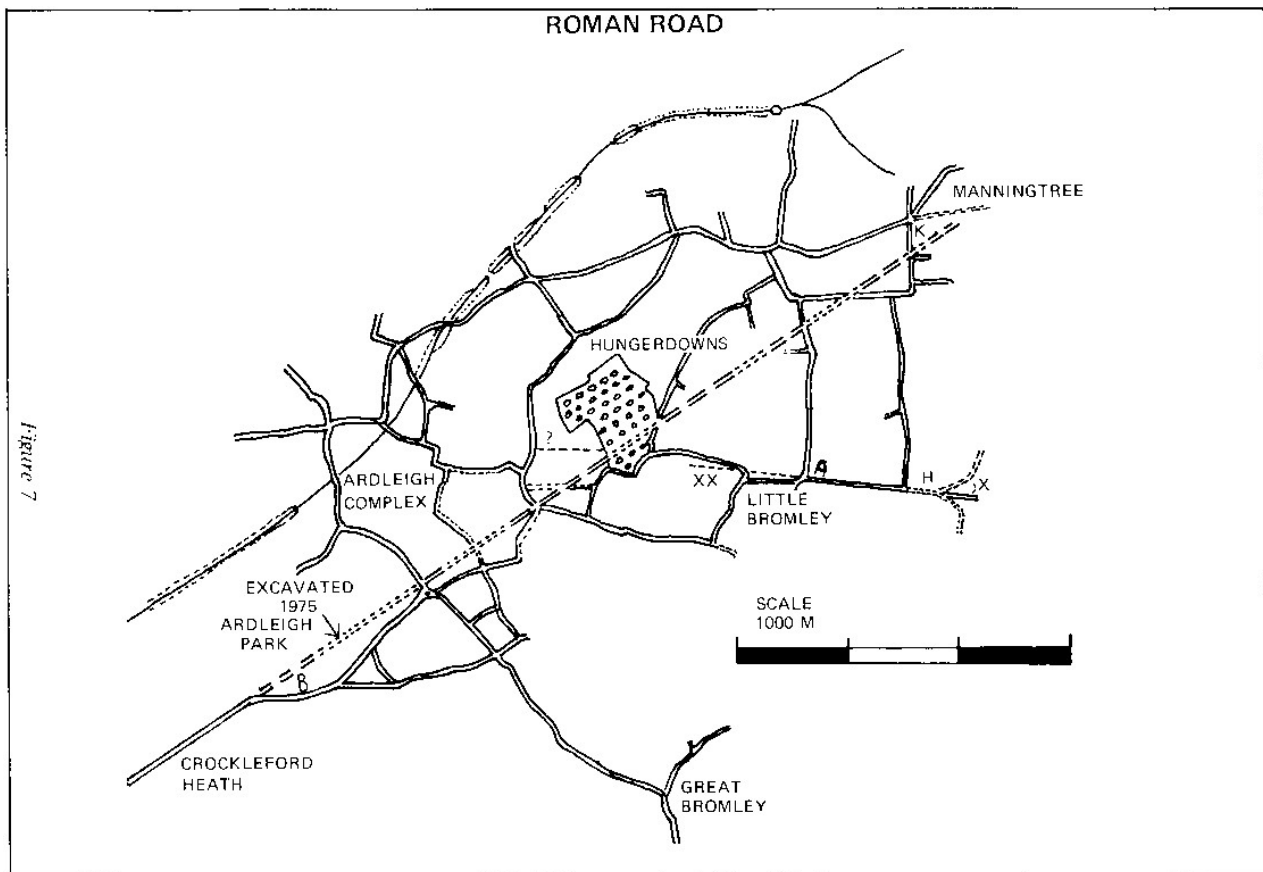 ROMAN ROAD
MANNINGTREE
K
HUNGERDOWNS
?
ARDLEIGH
COMPLEX
XX
A
H
X
LITTLE
BROMLEY
EXCAVATED
1975
ARDLEIGH
PARK
SCALE
1000 M
B
CROCKLEFORD
HEATH
GREAT
BROMLEY
Figure 7